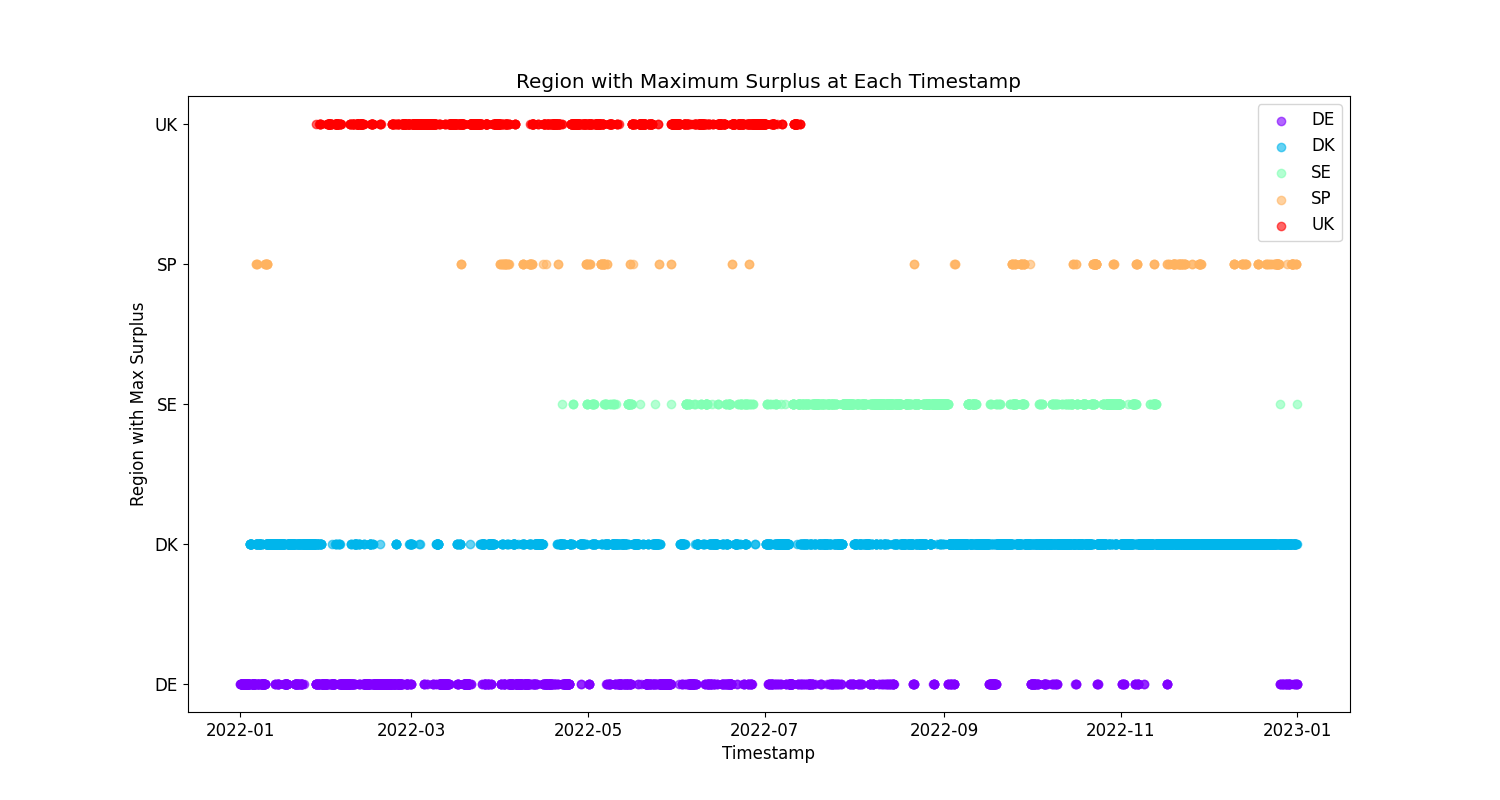 Region with Maximum Surplus at Each Timestamp
UK
SP
SE
DK
DE
Region with Max Surplus
2022-01
2022-03
2022-05
2022-07
2022-09
2022-11
2023-01
Timestamp
DE
DK
SE
SP
UK